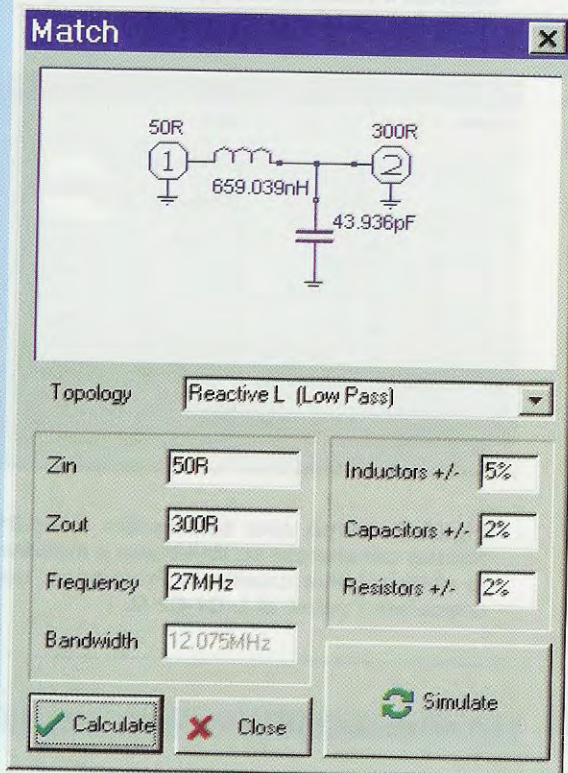 Match
50R
300R
1
2
659.039nH
43.936pF
Topology
Reactive L (Low Pass)
Zin
50R
Inductors +/-
5%
Zout
300R
Capacitors +/-
2%
Frequency
27MHz
Resistors +/-
2%
Bandwidth
12.075MHz
Calculate
Close
Simulate